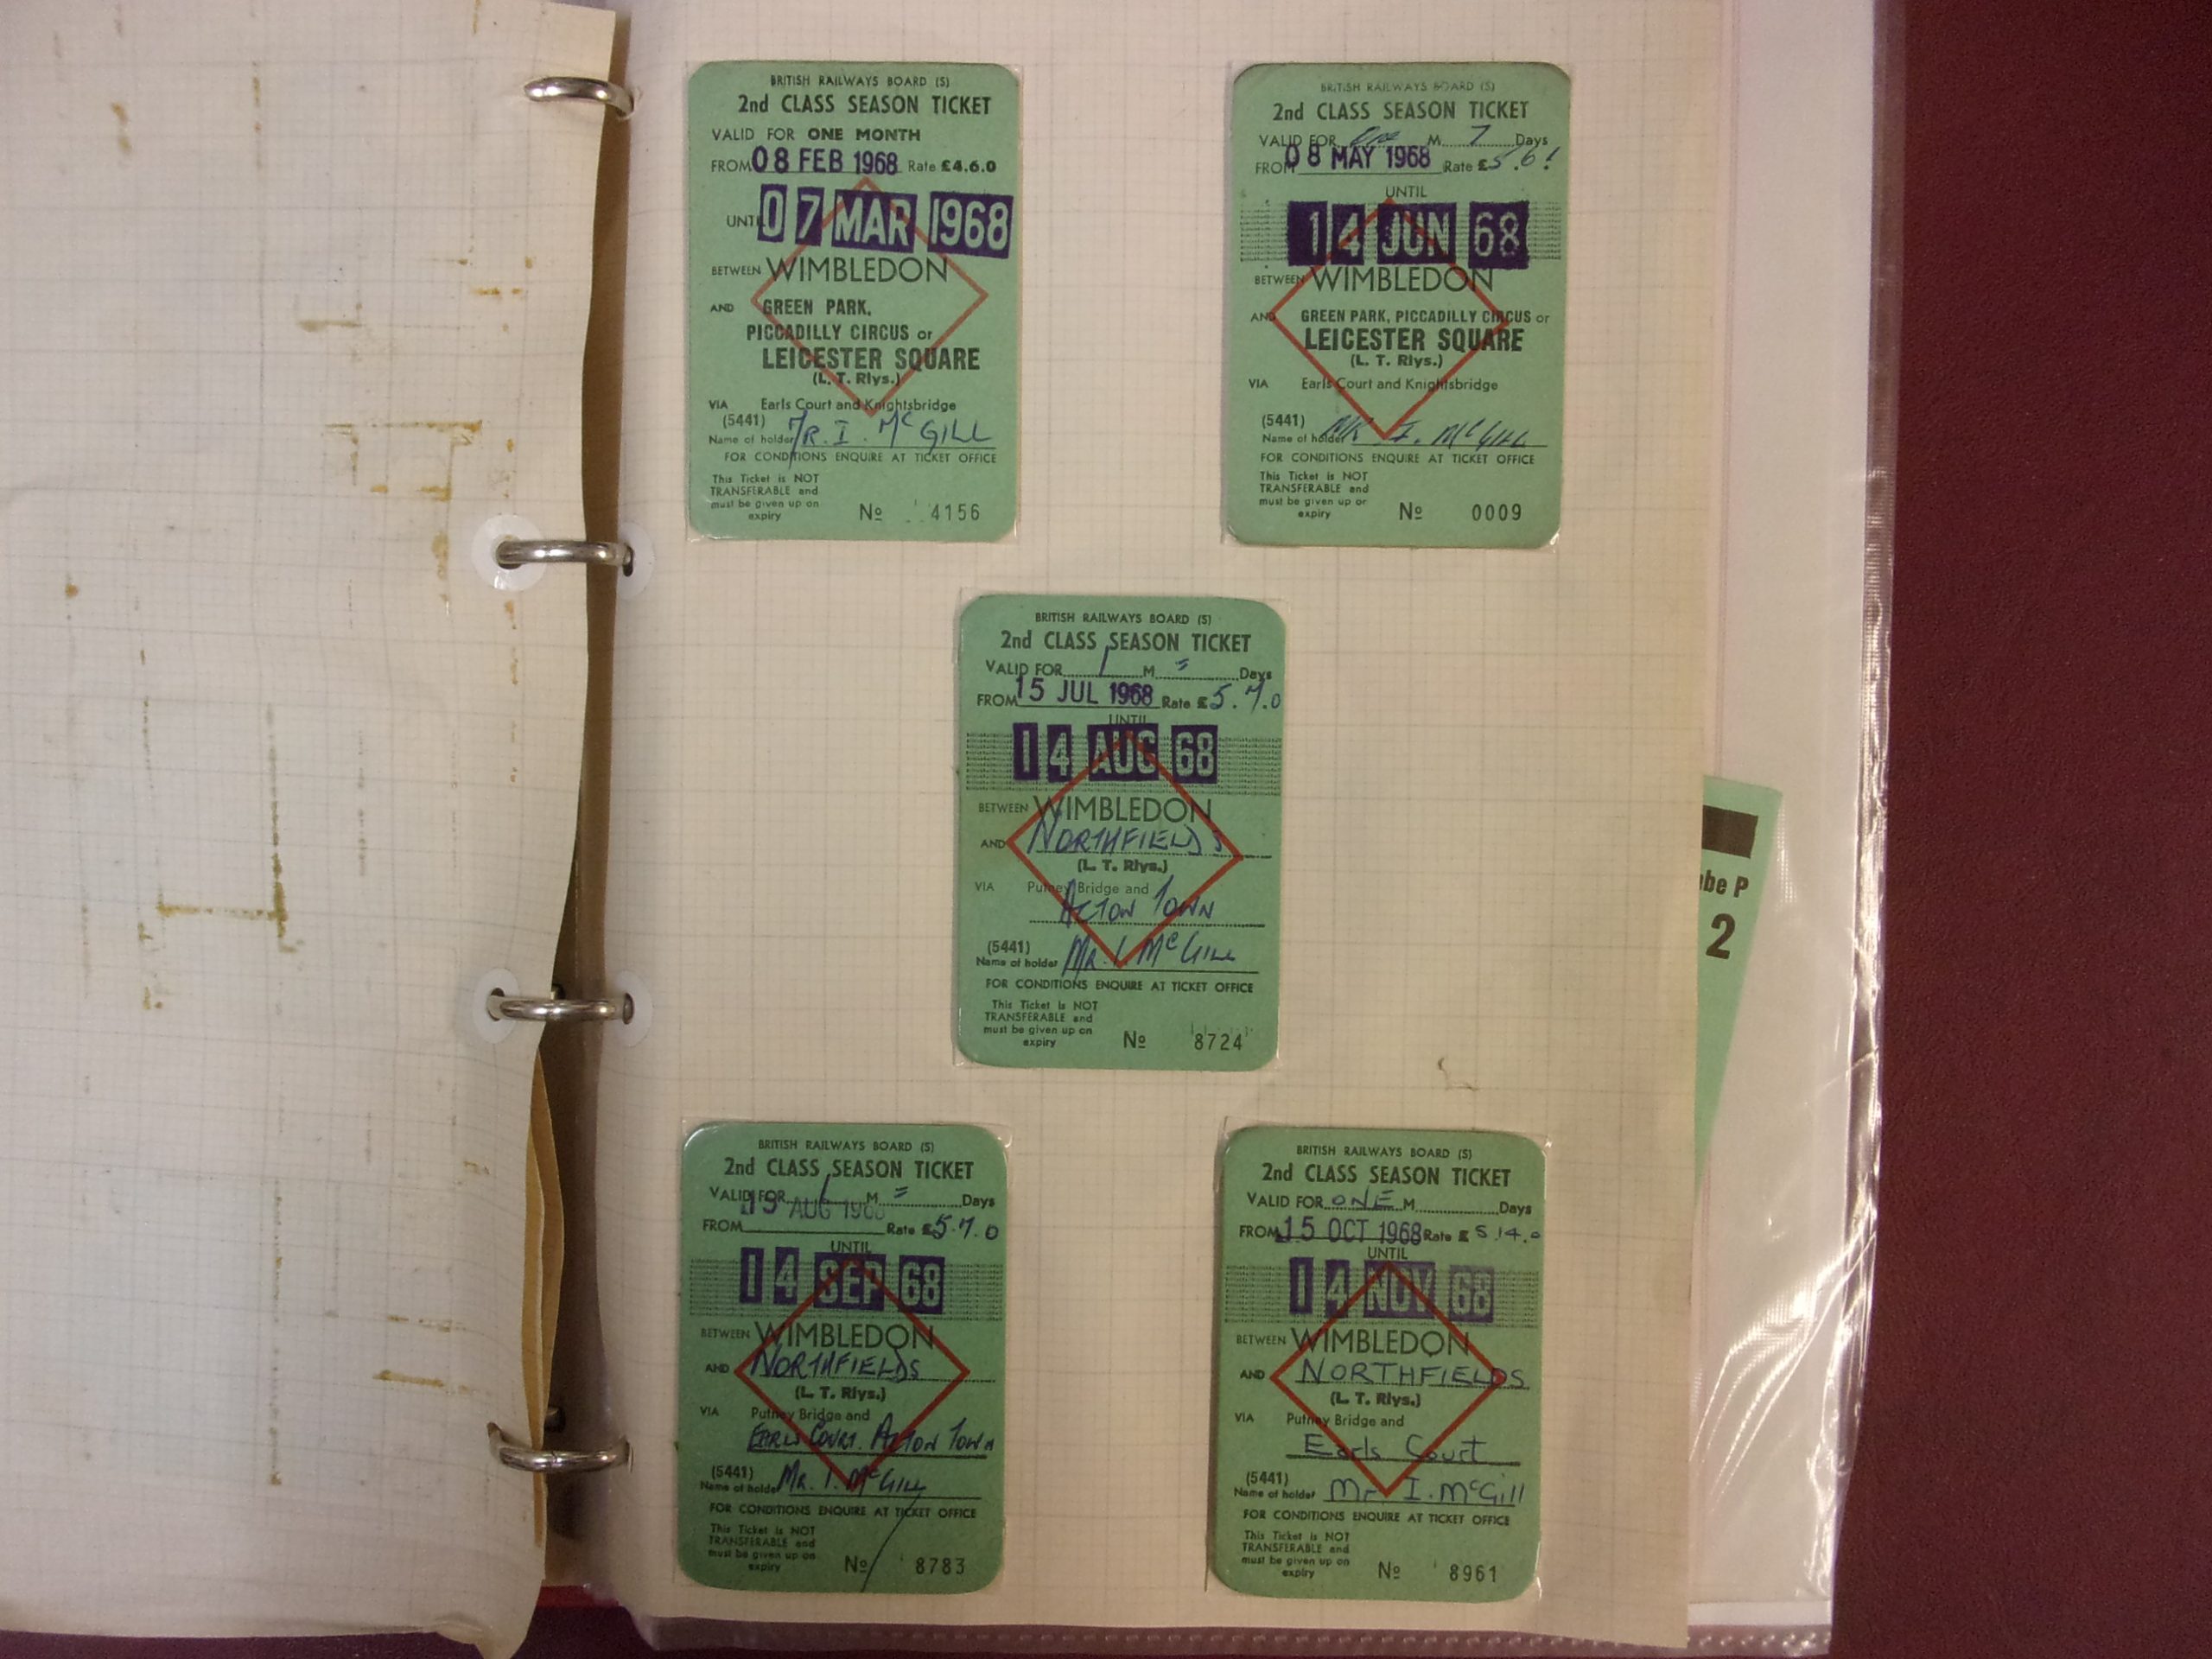 BRITISH RAILWAYS BOARD (S)
2nd CLASS SEASON TICKET
VALID FOR ONE MONTH
FROM 08 FEB 1968 Rate £4.6.0
UNTIL 07 MAR 1968
BETWEEN WIMBLEDON
AND GREEN PARK,
PICCADILLY CIRCUS or
LEICESTER SQUARE
(L. T. Rlys.)
VIA Earls Court and Knightsbridge
(5441)
Name of holder MR. I. McGILL
FOR CONDITIONS ENQUIRE AT TICKET OFFICE
This Ticket is NOT
TRANSFERABLE and
must be given up on
expiry
No 4156
BRITISH RAILWAYS BOARD (S)
2nd CLASS SEASON TICKET
VALID FOR One M 7 Days
FROM 08 MAY 1968 Rate £5.6!
UNTIL
14 JUN 68
BETWEEN WIMBLEDON
AND GREEN PARK, PICCADILLY CIRCUS or
LEICESTER SQUARE
(L. T. Rlys.)
VIA Earls Court and Knightsbridge
(5441)
Name of holder MR I. McGILL
FOR CONDITIONS ENQUIRE AT TICKET OFFICE
This Ticket is NOT
TRANSFERABLE and
must be given up or
expiry
No 0009
BRITISH RAILWAYS BOARD (S)
2nd CLASS SEASON TICKET
VALID FOR 1 M = Days
FROM 15 JUL 1968 Rate £5.7.0
UNTIL
14 AUG 68
BETWEEN WIMBLEDON
AND NORTHFIELDS
(L. T. Rlys.)
VIA Putney Bridge and
ACTON TOWN
(5441)
Name of holder MR. I. McGILL
FOR CONDITIONS ENQUIRE AT TICKET OFFICE
This Ticket is NOT
TRANSFERABLE and
must be given up on
expiry
No 8724
BRITISH RAILWAYS BOARD (S)
2nd CLASS SEASON TICKET
VALID FOR 1 M = Days
15 AUG 1968
FROM Rate £5.7.0
UNTIL
14 SEP 68
BETWEEN WIMBLEDON
AND NORTHFIELDS
(L. T. Rlys.)
VIA Putney Bridge and
EARLS COURT. ACTON TOWN
(5441)
Name of holder MR. I. McGILL
FOR CONDITIONS ENQUIRE AT TICKET OFFICE
This Ticket is NOT
TRANSFERABLE and
must be given up on
expiry
No 8783
BRITISH RAILWAYS BOARD (S)
2nd CLASS SEASON TICKET
VALID FOR ONE M Days
FROM 15 OCT 1968 Rate £ 5.14.0
UNTIL
14 NOV 68
BETWEEN WIMBLEDON
AND NORTHFIELDS
(L. T. Rlys.)
VIA Putney Bridge and
Earls Court
(5441)
Name of holder Mr I. McGill
FOR CONDITIONS ENQUIRE AT TICKET OFFICE
This Ticket is NOT
TRANSFERABLE and
must be given up on
expiry
No 8961
P
2